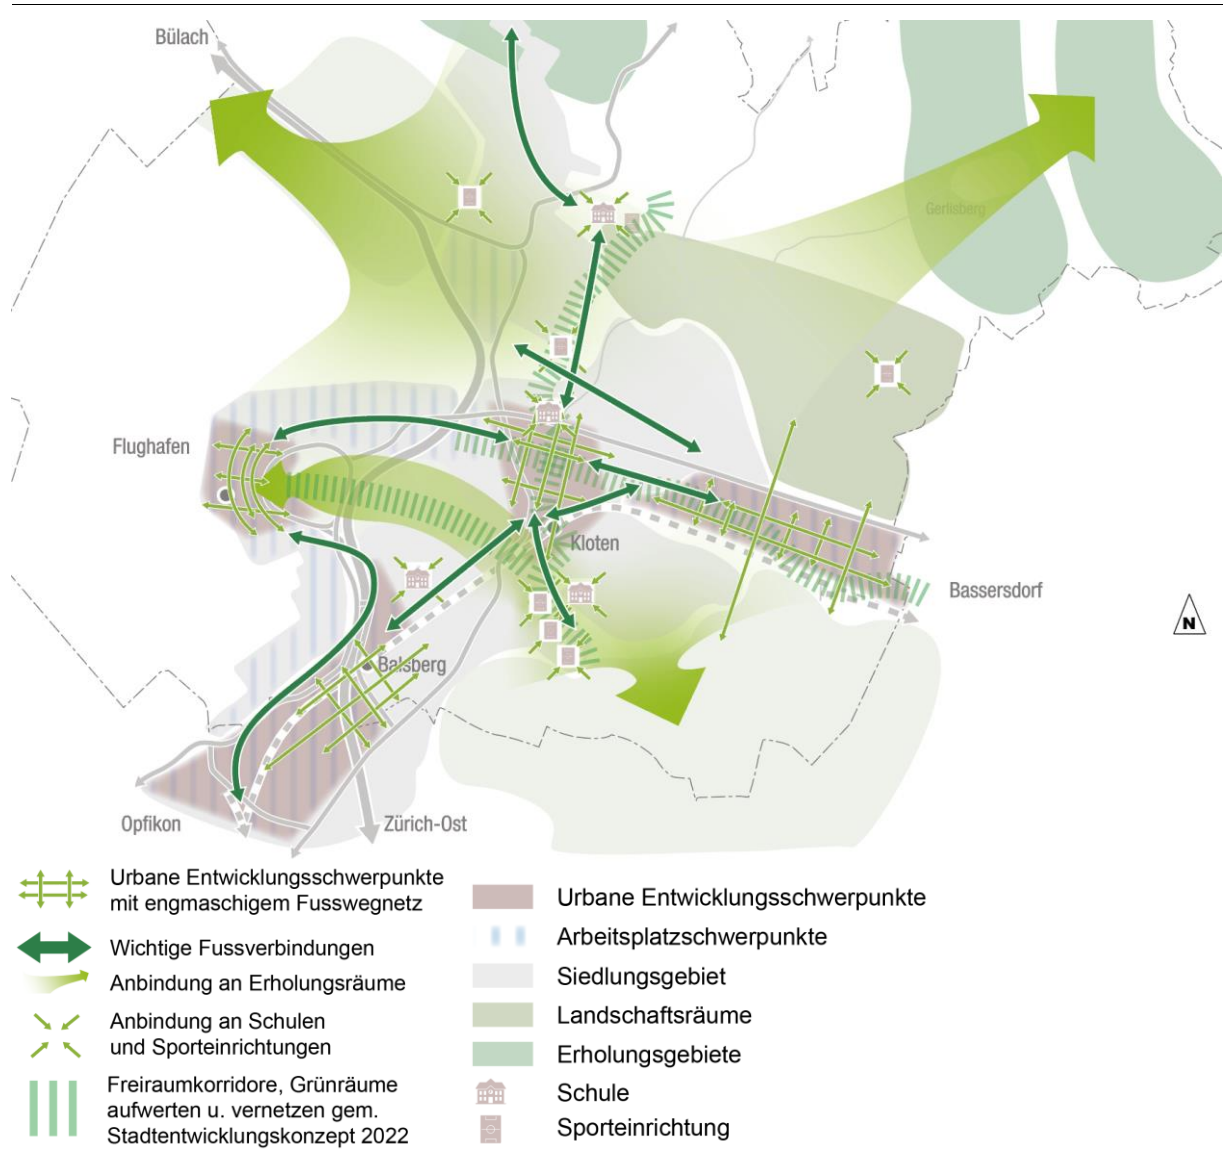 Bülach
Gerlisberg
Flughafen
Kloten
Bassersdorf
N
Balsberg
Opfikon
Zürich-Ost
Urbane Entwicklungsschwerpunkte
mit engmaschigem Fusswegnetz
Wichtige Fussverbindungen
Anbindung an Erholungsräume
Anbindung an Schulen
und Sporteinrichtungen
Freiraumkorridore, Grünräume
aufwerten u. vernetzen gem.
Stadtentwicklungskonzept 2022
Urbane Entwicklungsschwerpunkte
Arbeitsplatzschwerpunkte
Siedlungsgebiet
Landschaftsräume
Erholungsgebiete
Schule
Sporteinrichtung